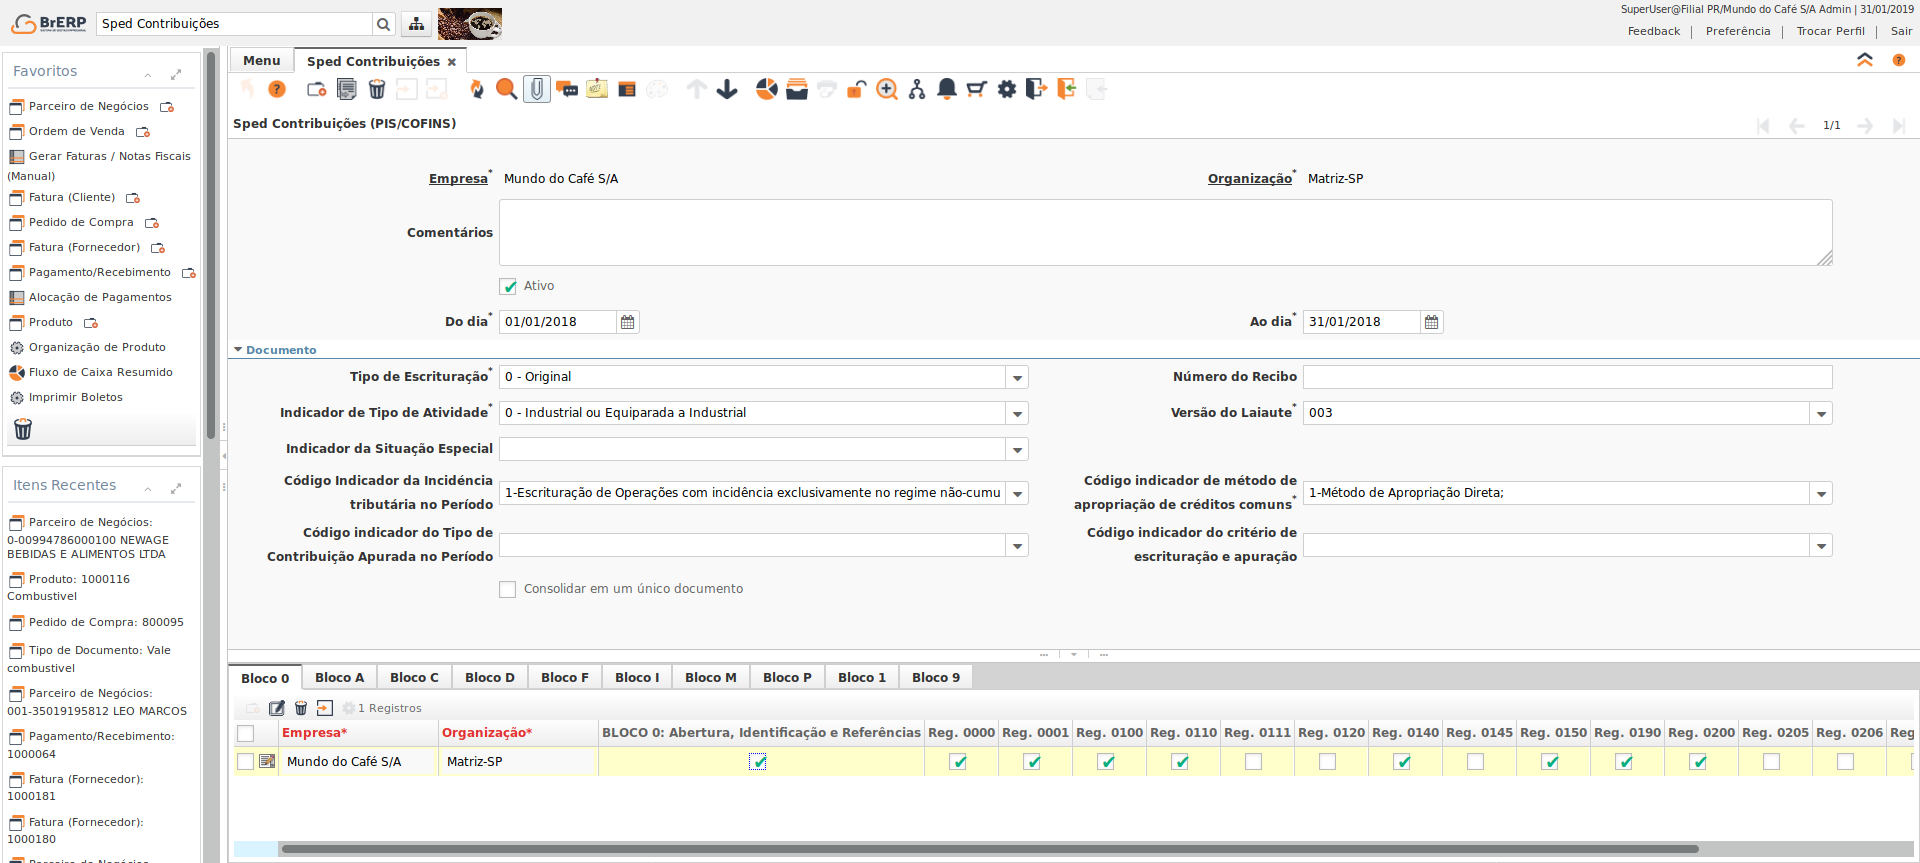 BrERP
Sped Contribuições
SuperUser@Filial PR/Mundo do Café S/A Admin | 31/01/2019
Feedback | Preferência | Trocar Perfil | Sair
Favoritos
Parceiro de Negócios
Ordem de Venda
Gerar Faturas / Notas Fiscais
(Manual)
Fatura (Cliente)
Pedido de Compra
Fatura (Fornecedor)
Pagamento/Recebimento
Alocação de Pagamentos
Produto
Organização de Produto
Fluxo de Caixa Resumido
Imprimir Boletos
Itens Recentes
Parceiro de Negócios:
0-00994786000100 NEWAGE
BEBIDAS E ALIMENTOS LTDA
Produto: 1000116
Combustivel
Pedido de Compra: 800095
Tipo de Documento: Vale
combustivel
Parceiro de Negócios:
001-35019195812 LEO MARCOS
Pagamento/Recebimento:
1000064
Fatura (Fornecedor):
1000181
Fatura (Fornecedor):
1000180
Menu
Sped Contribuições
Sped Contribuições (PIS/COFINS)
1/1
Empresa* Mundo do Café S/A
Organização* Matriz-SP
Comentários
Ativo
Do dia* 01/01/2018
Ao dia* 31/01/2018
Documento
Tipo de Escrituração* 0 - Original
Número do Recibo
Indicador de Tipo de Atividade* 0 - Industrial ou Equiparada a Industrial
Versão do Laiaute* 003
Indicador da Situação Especial
Código Indicador da Incidência
tributária no Período
1-Escrituração de Operações com incidência exclusivamente no regime não-cumu
Código indicador de método de
apropriação de créditos comuns*
1-Método de Apropriação Direta;
Código indicador do Tipo de
Contribuição Apurada no Período
Código indicador do critério de
escrituração e apuração
Consolidar em um único documento
Bloco 0 Bloco A Bloco C Bloco D Bloco F Bloco I Bloco M Bloco P Bloco 1 Bloco 9
1 Registros
Empresa* Organização* BLOCO 0: Abertura, Identificação e Referências Reg. 0000 Reg. 0001 Reg. 0100 Reg. 0110 Reg. 0111 Reg. 0120 Reg. 0140 Reg. 0145 Reg. 0150 Reg. 0190 Reg. 0200 Reg. 0205 Reg. 0206 Reg
Mundo do Café S/A Matriz-SP